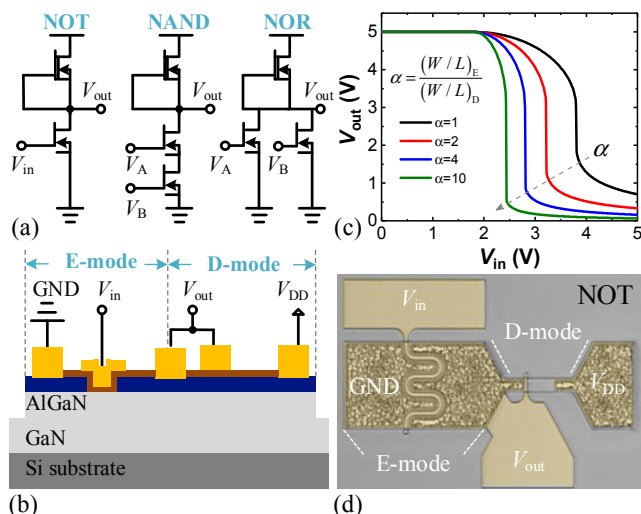 NOT
NAND
NOR
V_out
V_out
V_out
V_in
V_A
V_B
V_A
V_B
(a)
V_out (V)
5
4
3
2
1
0
0
1
2
3
4
5
V_in (V)
α = (W / L)_E / (W / L)_D
α=1
α=2
α=4
α=10
α
(c)
E-mode
D-mode
GND
V_in
V_out
V_DD
AlGaN
GaN
Si substrate
(b)
NOT
V_in
D-mode
GND
V_DD
E-mode
V_out
(d)